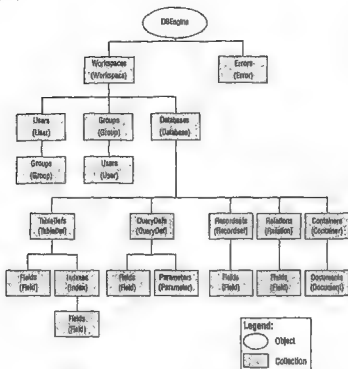 DBEngine
Workspaces
(Workspace)
Errors
(Error)
Users
(User)
Groups
(Group)
Databases
(Database)
Groups
(Group)
Users
(User)
TableDefs
(TableDef)
QueryDefs
(QueryDef)
Recordsets
(Recordset)
Relations
(Relation)
Containers
(Container)
Fields
(Field)
Indexes
(Index)
Fields
(Field)
Parameters
(Parameter)
Fields
(Field)
Fields
(Field)
Documents
(Document)
Fields
(Field)
Legend:
Object
Collection